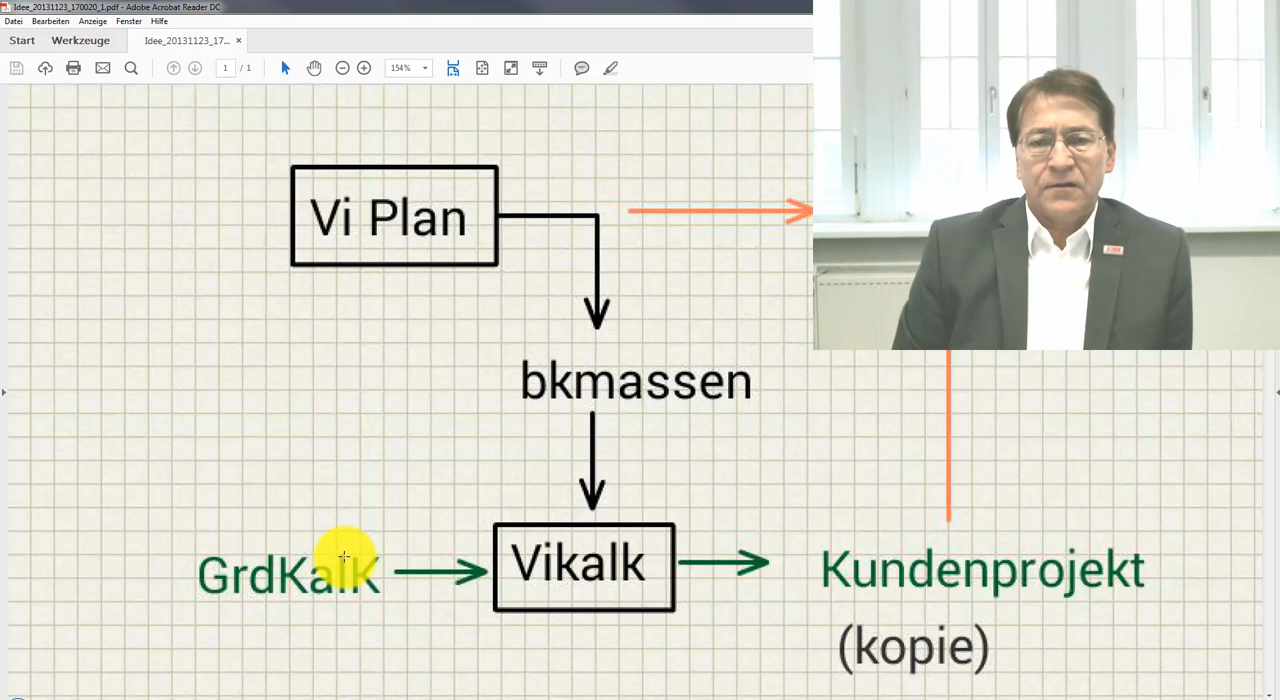 Idee_20131123_170020_1.pdf - Adobe Acrobat Reader DC
Datei Bearbeiten Anzeige Fenster Hilfe
Start Werkzeuge Idee_20131123_17... ×
1 / 1 154%
Vi Plan
bkmassen
GrdKalK Vikalk Kundenprojekt
(kopie)